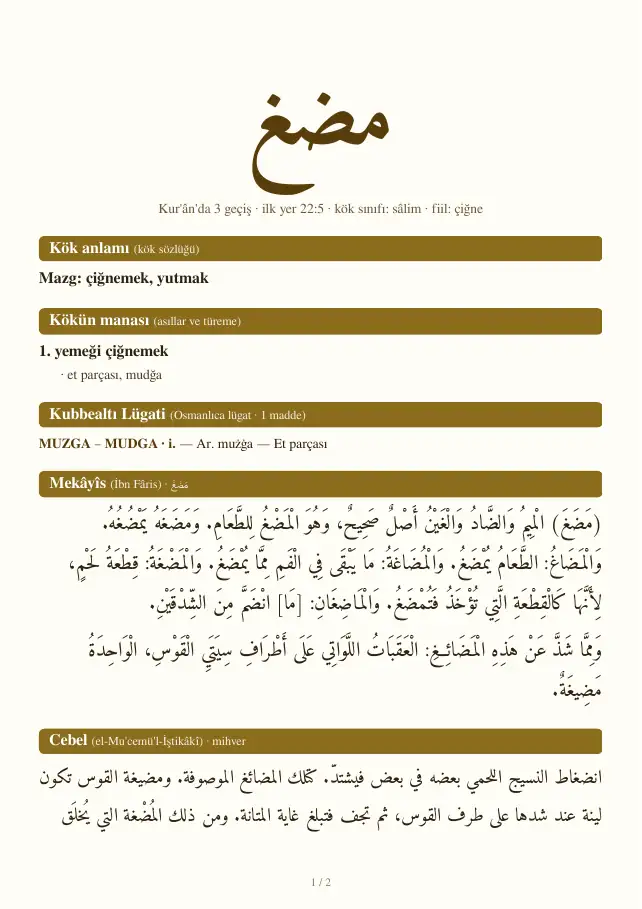 مضغ
Kur'ân'da 3 geçiş · ilk yer 22:5 · kök sınıfı: sâlim · fiil: çiğne
Kök anlamı (kök sözlüğü)
Mazg: çiğnemek, yutmak
Kökün manası (asıllar ve türeme)
1. yemeği çiğnemek
· et parçası, mudğa
Kubbealtı Lügati (Osmanlıca lügat · 1 madde)
MUZGA – MUDGA · i. — Ar. mużġa — Et parçası
Mekâyîs (İbn Fâris) · مَضَغَ
(مَضَغَ) الْمِيمُ وَالضَّادُ وَالْغَيْنُ أَصْلٌ صَحِيحٌ، وَهُوَ الْمَضْغُ لِلطَّعَامِ. وَمَضَغَهُ يَمْضُغُهُ.
وَالْمَضَاغُ: الطَّعَامُ يُمْضَغُ. وَالْمُضَاغَةُ: مَا يَبْقَى فِي الْفَمِ مِمَّا يُمْضَغُ. وَالْمُضْغَةُ: قِطْعَةُ لَحْمٍ،
لِأَنَّهَا كَالْقِطْعَةِ الَّتِي تُؤْخَذُ فَتُمْضَغُ. وَالْمَاضِغَانِ: [مَا] انْضَمَّ مِنَ الشِّدْقَيْنِ.
وَمِمَّا شَذَّ عَنْ هَذِهِ الْمَضَائِغِ: الْعَقَبَاتُ اللَّوَاتِي عَلَى أَطْرَافِ سِيَتَيِ الْقَوْسِ، الْوَاحِدَةُ
مَضِيغَةٌ.
Cebel (el-Mu'cemü'l-İştikâkî) · mihver
انضغاط النسيج اللحمي بعضه في بعض فيشتدّ. كتلك المضائغ الموصوفة. ومضيغة القوس تكون
لينة عند شدها على طرف القوس، ثم تجف فتبلغ غاية المتانة. ومن ذلك المُضْغة التي يُخلَق
1 / 2